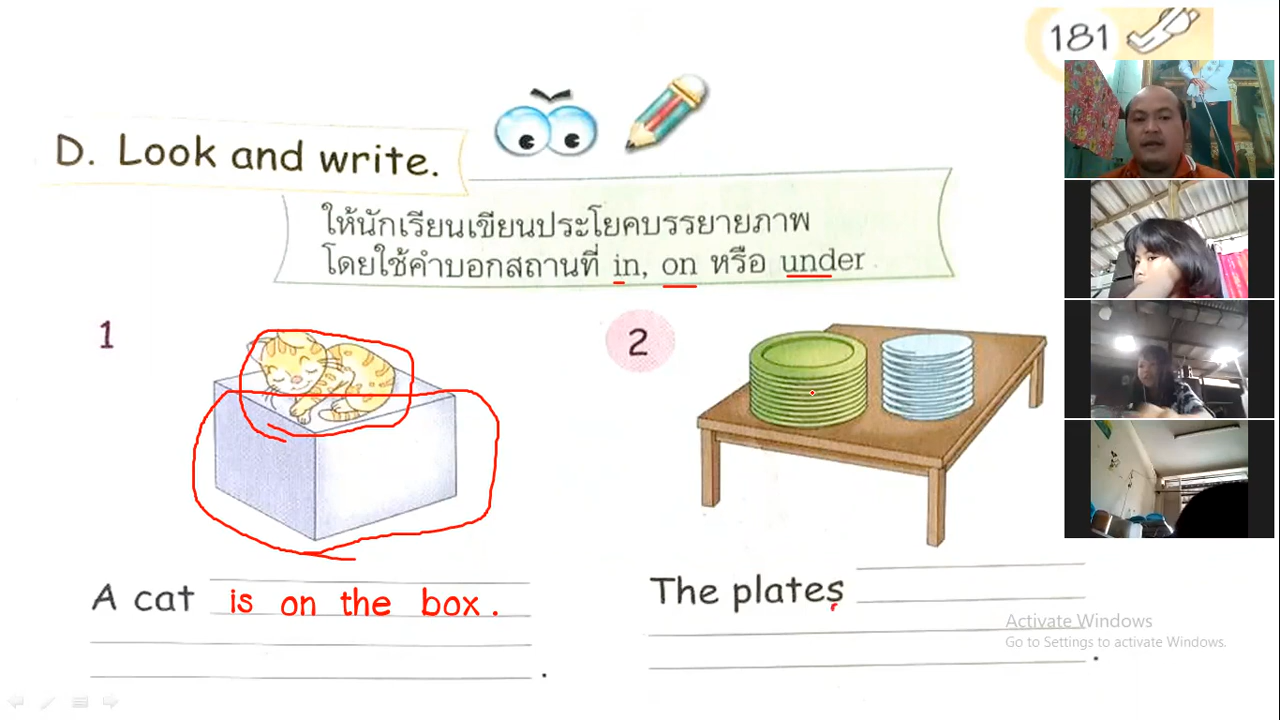 181
D. Look and write.
ให้นักเรียนเขียนประโยคบรรยายภาพ
โดยใช้คำบอกสถานที่ in, on หรือ under
1
2
A cat is on the box.
.
The plates
.
Activate Windows
Go to Settings to activate Windows.